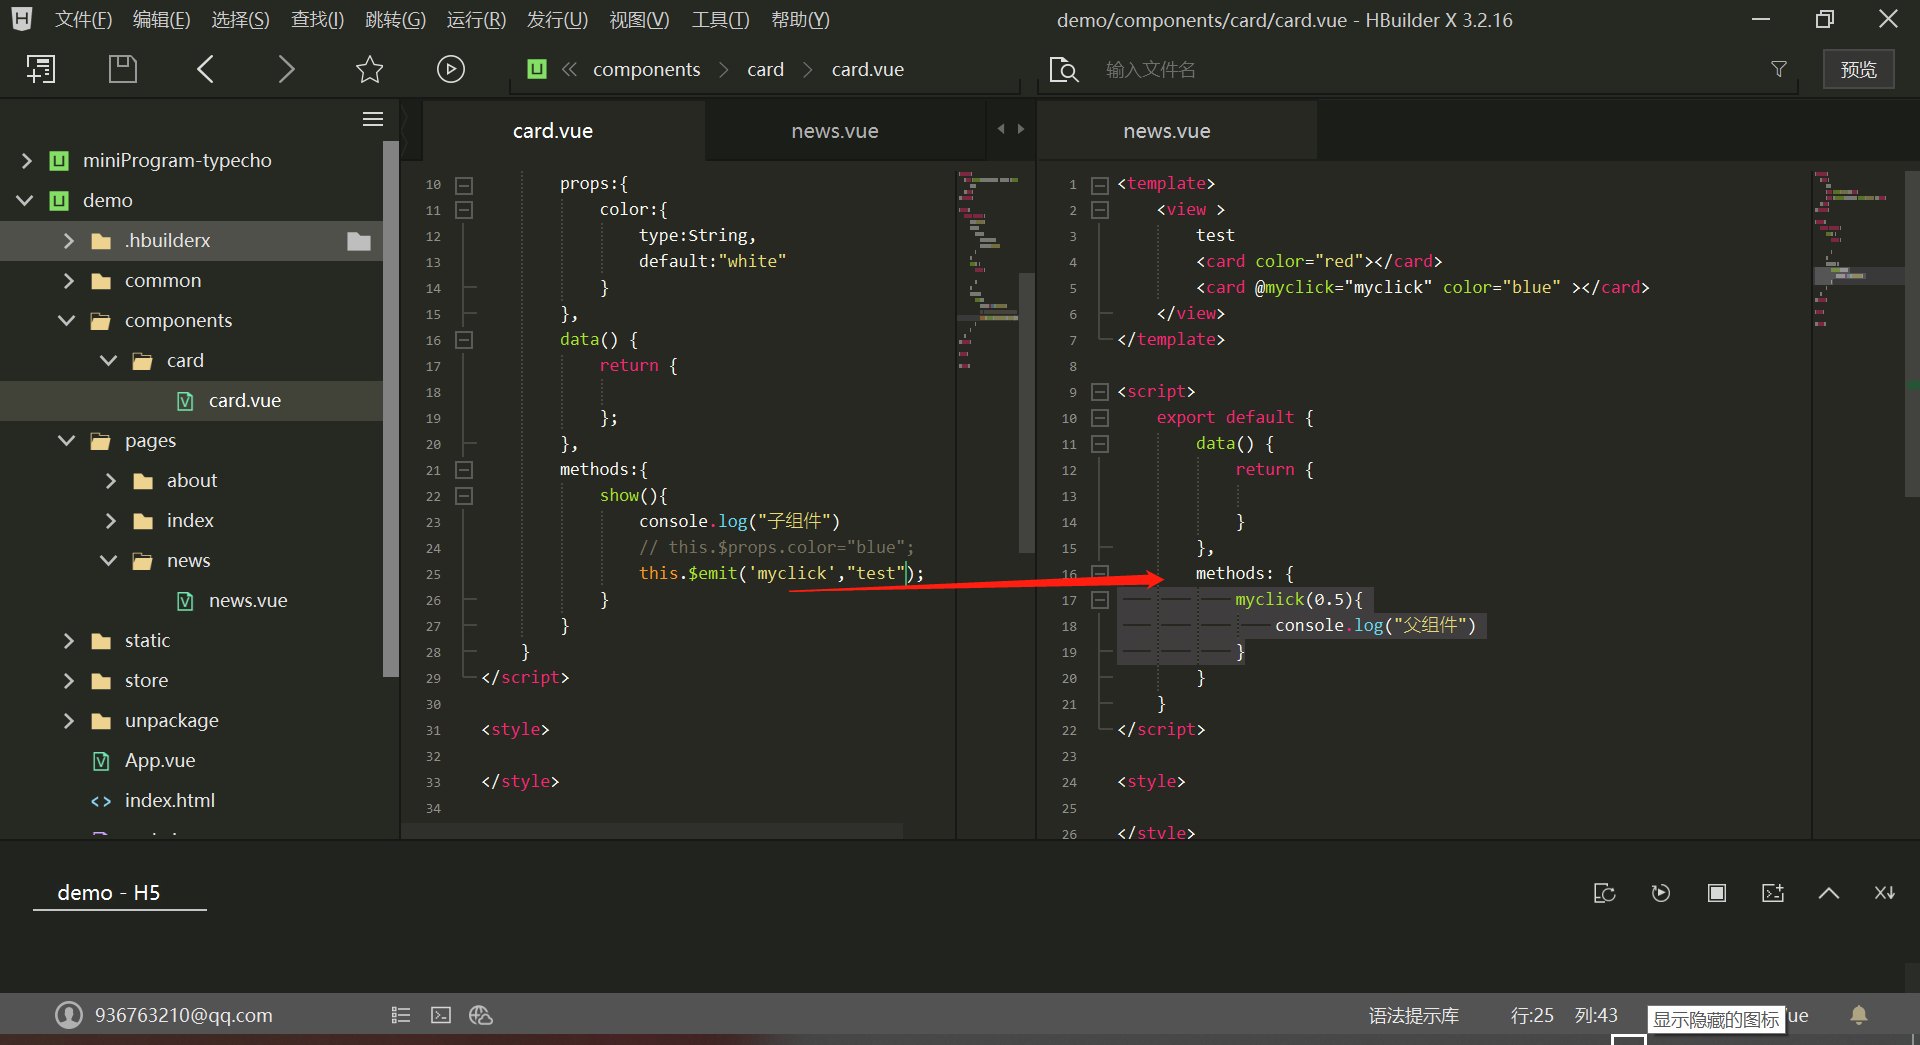 文件(F) 编辑(E) 选择(S) 查找(I) 跳转(G) 运行(R) 发行(U) 视图(V) 工具(T) 帮助(Y)
demo/components/card/card.vue - HBuilder X 3.2.16
components card card.vue
输入文件名
预览
miniProgram-typecho
demo
.hbuilderx
common
components
card
card.vue
pages
about
index
news
news.vue
static
store
unpackage
App.vue
index.html
card.vue
news.vue
10 props:{
11 color:{
12 type:String,
13 default:"white"
14 }
15 },
16 data() {
17 return {
18
19 };
20 },
21 methods:{
22 show(){
23 console.log("子组件")
24 // this.$props.color="blue";
25 this.$emit('myclick',"test");
26 }
27 }
28 }
29 </script>
30
31 <style>
32
33 </style>
34
news.vue
1 <template>
2 <view >
3 test
4 <card color="red"></card>
5 <card @myclick="myclick" color="blue" ></card>
6 </view>
7 </template>
8
9 <script>
10 export default {
11 data() {
12 return {
13
14 }
15 },
16 methods: {
17 myclick(0.5){
18 console.log("父组件")
19 }
20 }
21 }
22 </script>
23
24 <style>
25
26 </style>
demo - H5
936763210@qq.com
语法提示库 行:25 列:43
显示隐藏的图标